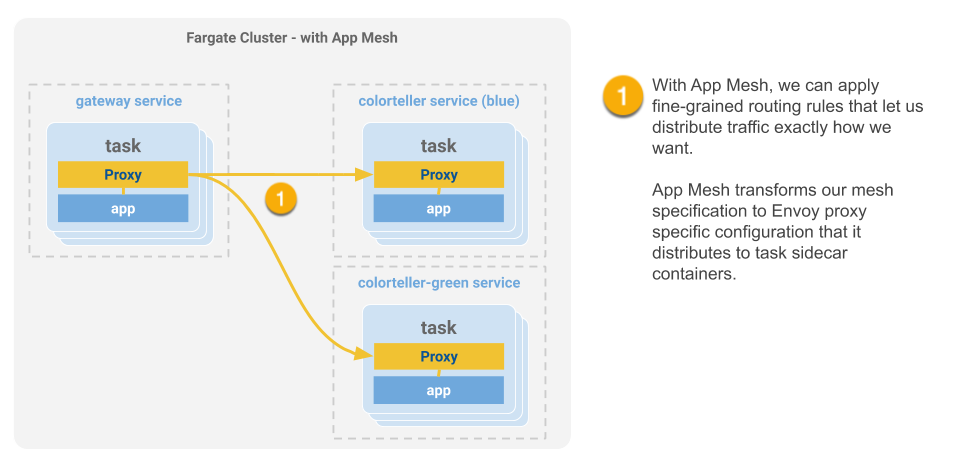 Fargate Cluster - with App Mesh
gateway service
task
Proxy
app
1
colorteller service (blue)
task
Proxy
app
colorteller-green service
task
Proxy
app
1
With App Mesh, we can apply
fine-grained routing rules that let us
distribute traffic exactly how we
want.
App Mesh transforms our mesh
specification to Envoy proxy
specific configuration that it
distributes to task sidecar
containers.